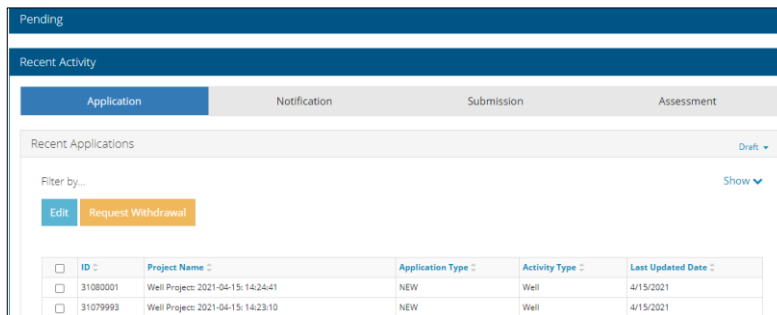 Pending
Recent Activity
Application Notification Submission Assessment
Recent Applications Draft
Filter by... Show
Edit Request Withdrawal
ID Project Name Application Type Activity Type Last Updated Date
31080001 Well Project: 2021-04-15: 14:24:41 NEW Well 4/15/2021
31079993 Well Project: 2021-04-15: 14:23:10 NEW Well 4/15/2021